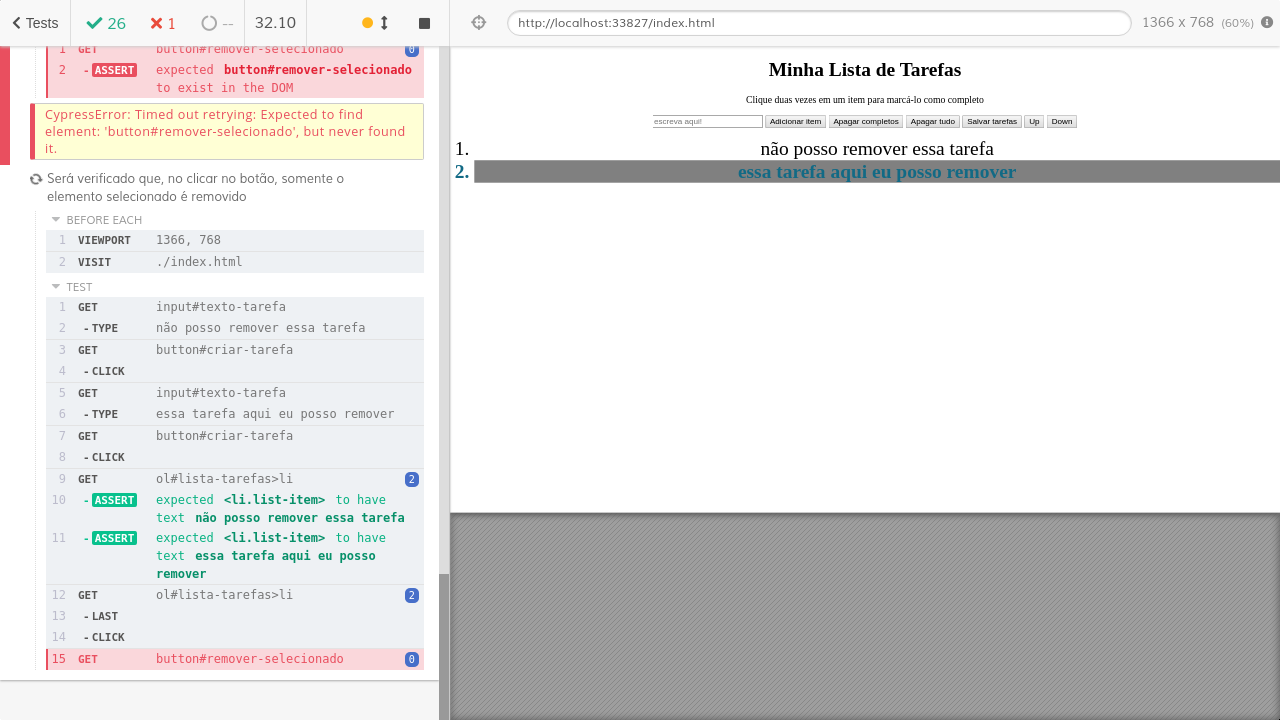 Tests 26 1 -- 32.10 http://localhost:33827/index.html 1366 x 768 (60%)
1 GET button#remover-selecionado 0
2 -ASSERT expected button#remover-selecionado
to exist in the DOM
CypressError: Timed out retrying: Expected to find
element: 'button#remover-selecionado', but never found
it.
Será verificado que, no clicar no botão, somente o
elemento selecionado é removido
BEFORE EACH
1 VIEWPORT 1366, 768
2 VISIT ./index.html
TEST
1 GET input#texto-tarefa
2 -TYPE não posso remover essa tarefa
3 GET button#criar-tarefa
4 -CLICK
5 GET input#texto-tarefa
6 -TYPE essa tarefa aqui eu posso remover
7 GET button#criar-tarefa
8 -CLICK
9 GET ol#lista-tarefas>li 2
10 -ASSERT expected <li.list-item> to have
text não posso remover essa tarefa
11 -ASSERT expected <li.list-item> to have
text essa tarefa aqui eu posso
remover
12 GET ol#lista-tarefas>li 2
13 -LAST
14 -CLICK
15 GET button#remover-selecionado 0
Minha Lista de Tarefas
Clique duas vezes em um item para marcá-lo como completo
escreva aqui! Adicionar item Apagar completos Apagar tudo Salvar tarefas Up Down
1. não posso remover essa tarefa
2. essa tarefa aqui eu posso remover